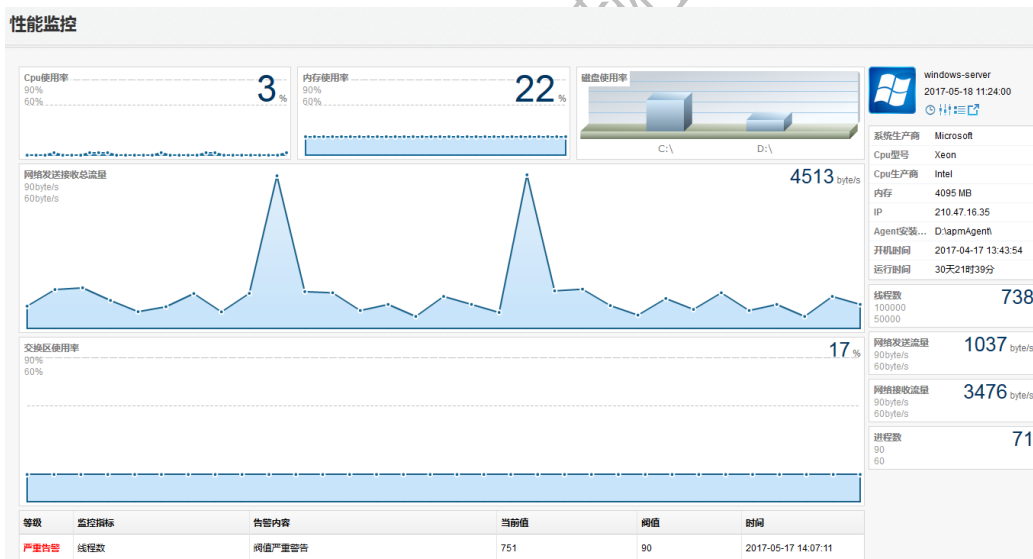 性能监控
Cpu使用率
90%
60%
3 %
内存使用率
90%
60%
22 %
磁盘使用率
C:\
D:\
windows-server
2017-05-18 11:24:00
系统生产商 Microsoft
Cpu型号 Xeon
Cpu生产商 Intel
内存 4095 MB
IP 210.47.16.35
Agent安装... D:\apmAgent\
开机时间 2017-04-17 13:43:54
运行时间 30天21时39分
网络发送接收总流量
90byte/s
60byte/s
4513 byte/s
线程数
100000
50000
738
网络发送流量
90byte/s
60byte/s
1037 byte/s
网络接收流量
90byte/s
60byte/s
3476 byte/s
进程数
90
60
71
交换区使用率
90%
60%
17 %
等级 监控指标 告警内容 当前值 阀值 时间
严重告警 线程数 阀值严重警告 751 90 2017-05-17 14:07:11